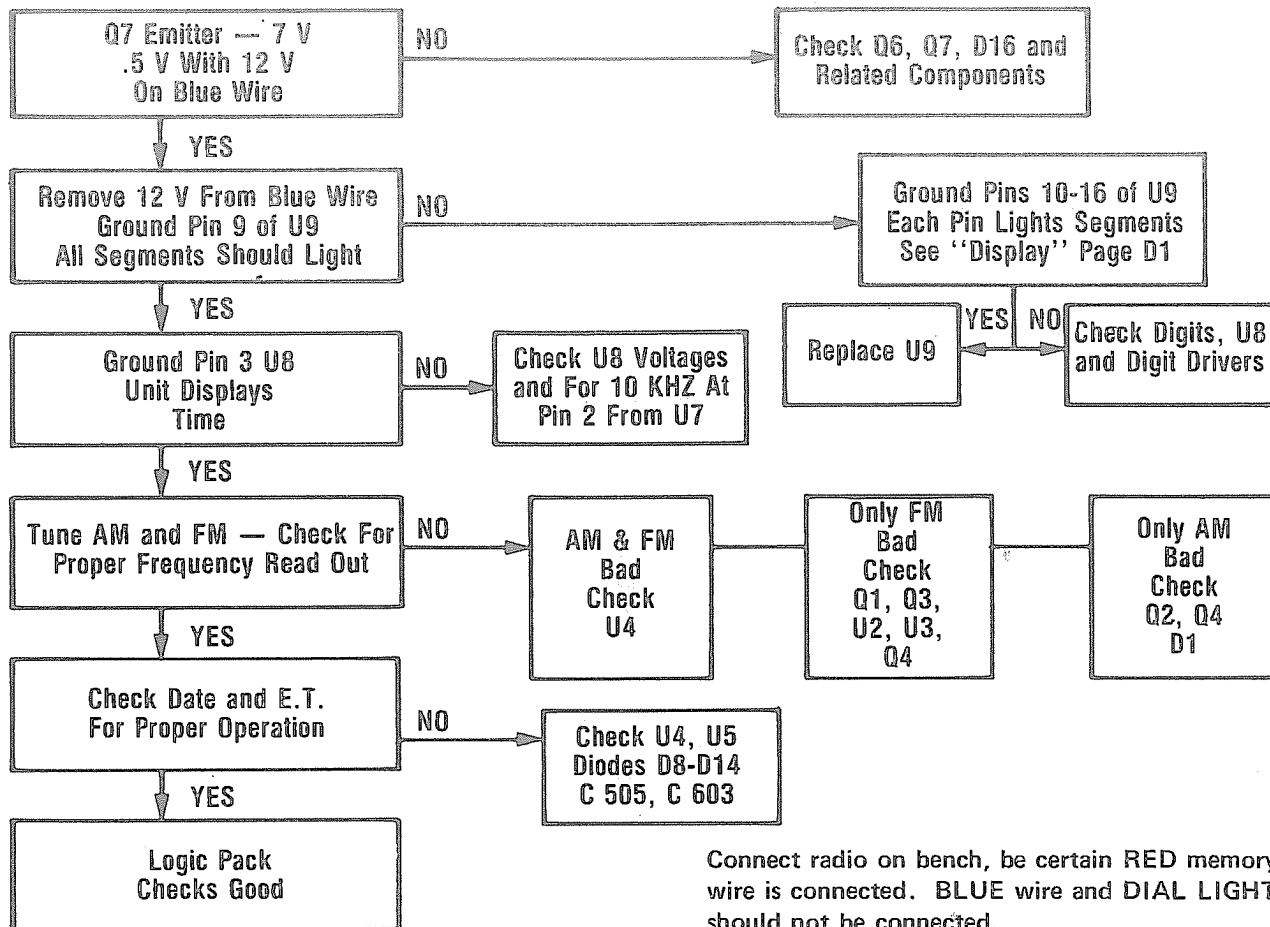 Q7 Emitter — 7 V
.5 V With 12 V
On Blue Wire
NO
Check Q6, Q7, D16 and
Related Components
YES
Remove 12 V From Blue Wire
Ground Pin 9 of U9
All Segments Should Light
NO
Ground Pins 10-16 of U9
Each Pin Lights Segments
See "Display" Page D1
YES
NO
Replace U9
Check Digits, U8
and Digit Drivers
YES
Ground Pin 3 U8
Unit Displays
Time
NO
Check U8 Voltages
and For 10 KHZ At
Pin 2 From U7
YES
Tune AM and FM — Check For
Proper Frequency Read Out
NO
AM & FM
Bad
Check
U4
Only FM
Bad
Check
Q1, Q3,
U2, U3,
Q4
Only AM
Bad
Check
Q2, Q4
D1
YES
Check Date and E.T.
For Proper Operation
NO
Check U4, U5
Diodes D8-D14
C 505, C 603
YES
Logic Pack
Checks Good
Connect radio on bench, be certain RED memory
wire is connected. BLUE wire and DIAL LIGHT
should not be connected